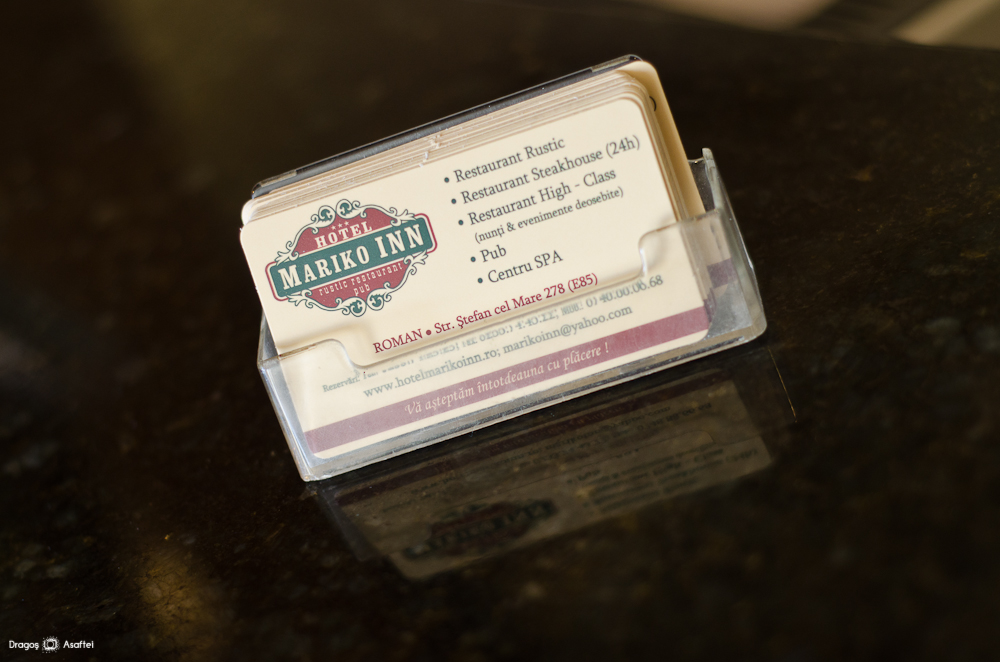 HOTEL
MARIKO INN
rustic restaurant
pub
• Restaurant Rustic
• Restaurant Steakhouse (24h)
• Restaurant High - Class
(nunți & evenimente deosebite)
• Pub
• Centru SPA
ROMAN • Str. Ştefan cel Mare 278 (E85)
www.hotelmarikoinn.ro; marikoinn@yahoo.com
Vă aşteptăm întotdeauna cu plăcere !
Dragoş Asaftei